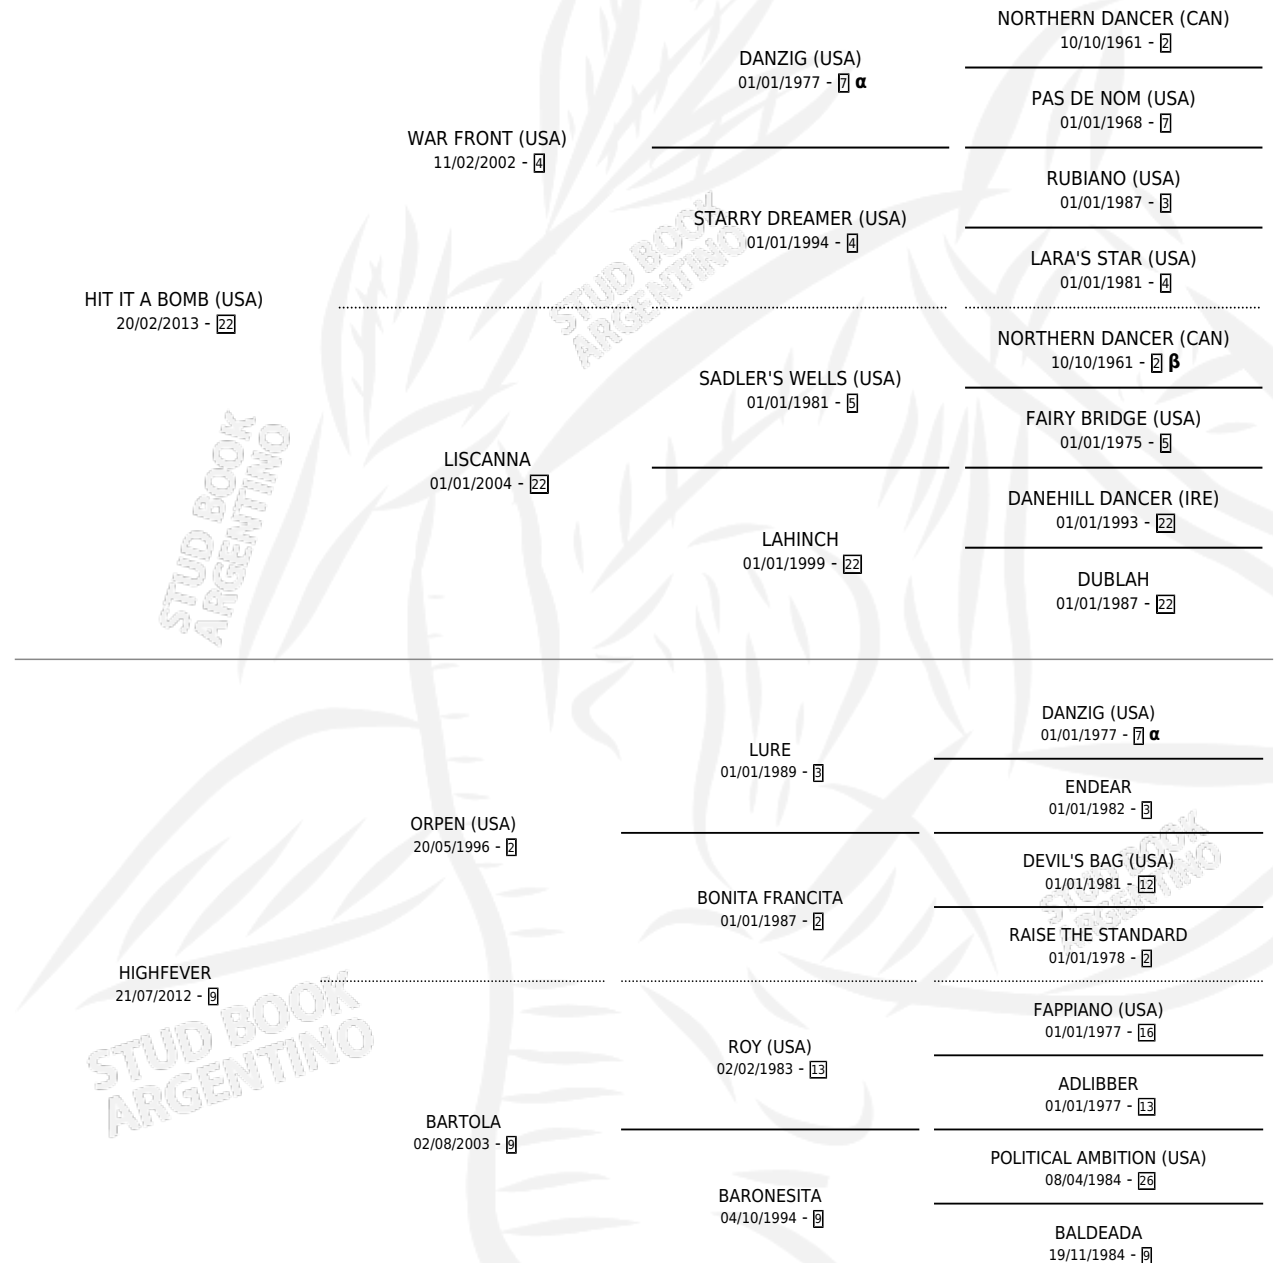 NORTHERN DANCER (CAN)
10/10/1961 - 2
DANZIG (USA)
01/01/1977 - 7 α
PAS DE NOM (USA)
01/01/1968 - 7
WAR FRONT (USA)
11/02/2002 - 4
RUBIANO (USA)
01/01/1987 - 3
STARRY DREAMER (USA)
01/01/1994 - 4
LARA'S STAR (USA)
01/01/1981 - 4
HIT IT A BOMB (USA)
20/02/2013 - 22
NORTHERN DANCER (CAN)
10/10/1961 - 2 β
SADLER'S WELLS (USA)
01/01/1981 - 5
FAIRY BRIDGE (USA)
01/01/1975 - 5
LISCANNA
01/01/2004 - 22
DANEHILL DANCER (IRE)
01/01/1993 - 22
LAHINCH
01/01/1999 - 22
DUBLAH
01/01/1987 - 22
DANZIG (USA)
01/01/1977 - 7 α
LURE
01/01/1989 - 3
ENDEAR
01/01/1982 - 3
ORPEN (USA)
20/05/1996 - 2
DEVIL'S BAG (USA)
01/01/1981 - 12
BONITA FRANCITA
01/01/1987 - 2
RAISE THE STANDARD
01/01/1978 - 2
HIGHFEVER
21/07/2012 - 9
FAPPIANO (USA)
01/01/1977 - 16
ROY (USA)
02/02/1983 - 13
ADLIBBER
01/01/1977 - 13
BARTOLA
02/08/2003 - 9
POLITICAL AMBITION (USA)
08/04/1984 - 26
BARONESITA
04/10/1994 - 9
BALDEADA
19/11/1984 - 9
STUD BOOK
ARGENTINO
STUD BOOK
ARGENTINO
STUD BOOK
ARGENTINO
STUD BOOK
ARGENTINO